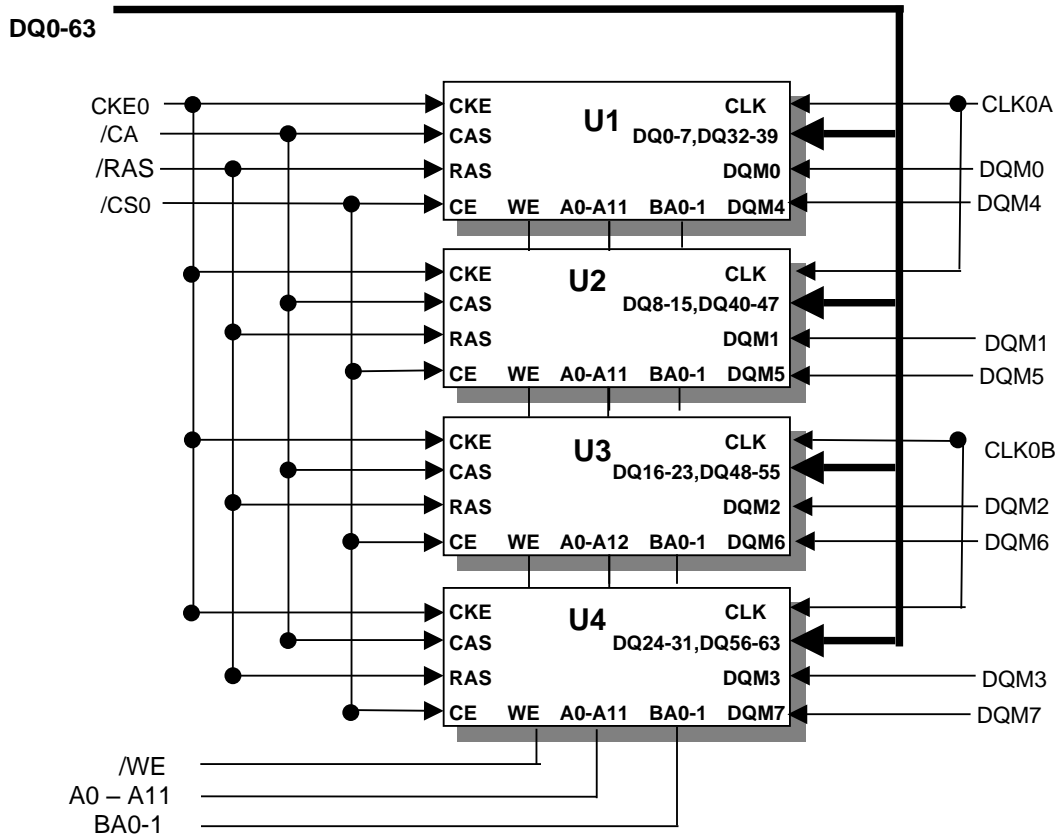 DQ0-63
CKE0
/CA
/RAS
/CS0
CKE U1 CLK
CAS DQ0-7,DQ32-39
RAS DQM0
CE WE A0-A11 BA0-1 DQM4
CLK0A
DQM0
DQM4
CKE U2 CLK
CAS DQ8-15,DQ40-47
RAS DQM1
CE WE A0-A11 BA0-1 DQM5
DQM1
DQM5
CKE U3 CLK
CAS DQ16-23,DQ48-55
RAS DQM2
CE WE A0-A12 BA0-1 DQM6
CLK0B
DQM2
DQM6
CKE U4 CLK
CAS DQ24-31,DQ56-63
RAS DQM3
CE WE A0-A11 BA0-1 DQM7
DQM3
DQM7
/WE
A0 – A11
BA0-1